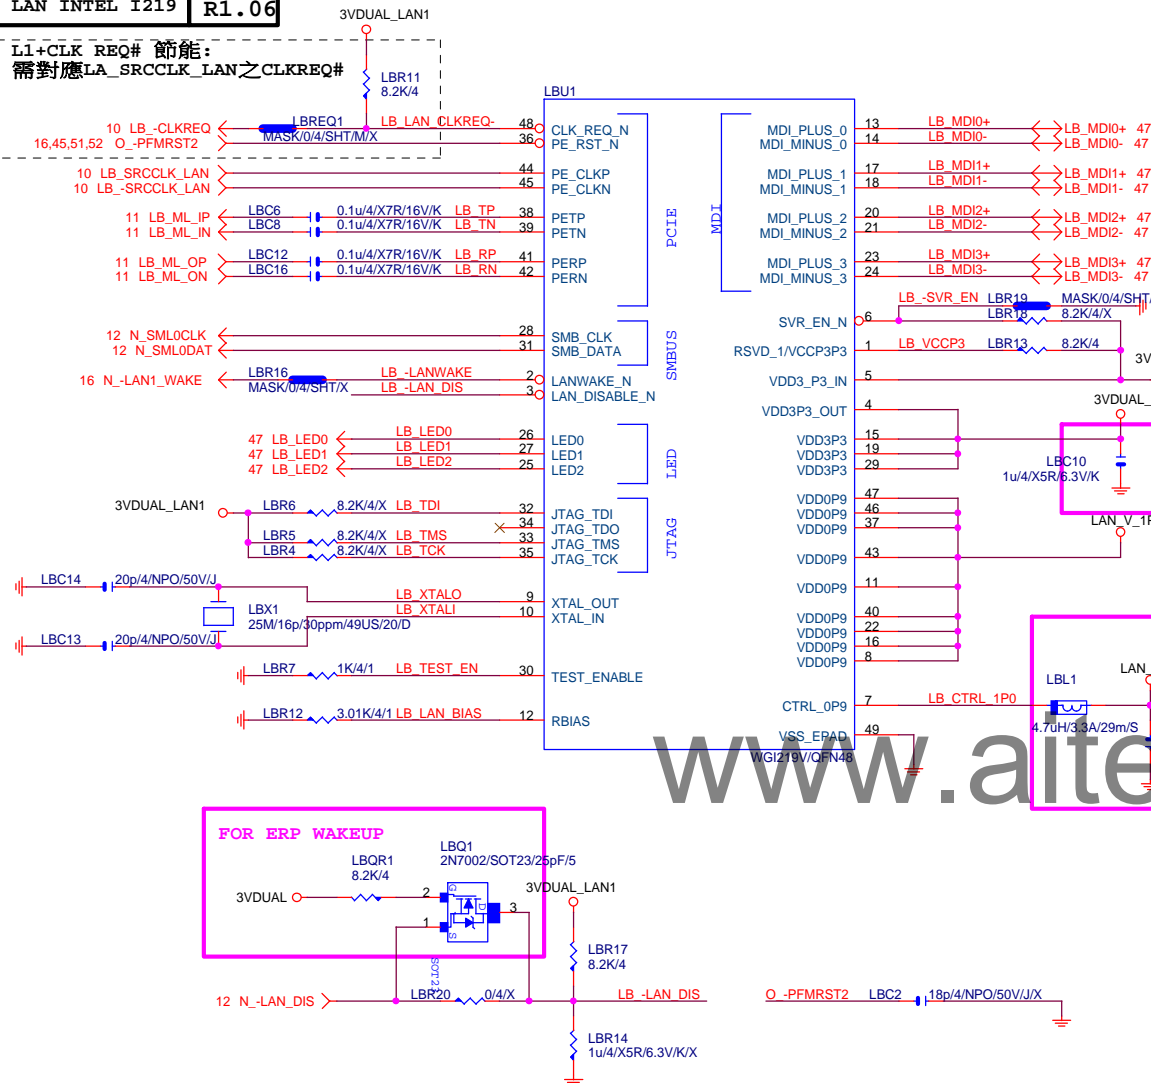 LAN INTEL I219 R1.06
3VDUAL_LAN1
L1+CLK REQ# 節能:
需對應LA_SRCCLK_LAN之CLKREQ#
LBR11
8.2K/4
LBU1
10 LB_-CLKREQ LBREQ1 LB_LAN_CLKREQ- 48 CLK_REQ_N
MASK/0/4/SHT/M/X
16,45,51,52 O_-PFMRST2 36 PE_RST_N
10 LB_SRCCLK_LAN 44 PE_CLKP
10 LB_-SRCCLK_LAN 45 PE_CLKN
11 LB_ML_IP LBC6 0.1u/4/X7R/16V/K LB_TP 38 PETP
11 LB_ML_IN LBC8 0.1u/4/X7R/16V/K LB_TN 39 PETN
11 LB_ML_OP LBC12 0.1u/4/X7R/16V/K LB_RP 41 PERP
11 LB_ML_ON LBC16 0.1u/4/X7R/16V/K LB_RN 42 PERN
PCIE
12 N_SML0CLK 28 SMB_CLK
12 N_SML0DAT 31 SMB_DATA
SMBUS
16 N_-LAN1_WAKE LBR16 LB_-LANWAKE 2 LANWAKE_N
MASK/0/4/SHT/X LB_-LAN_DIS 3 LAN_DISABLE_N
47 LB_LED0 LB_LED0 26 LED0
47 LB_LED1 LB_LED1 27 LED1
47 LB_LED2 LB_LED2 25 LED2
LED
3VDUAL_LAN1 LBR6 8.2K/4/X LB_TDI 32 JTAG_TDI
34 JTAG_TDO
LBR5 8.2K/4/X LB_TMS 33 JTAG_TMS
LBR4 8.2K/4/X LB_TCK 35 JTAG_TCK
JTAG
LBC14 20p/4/NPO/50V/J
LB_XTALO 9 XTAL_OUT
LB_XTALI 10 XTAL_IN
LBX1
25M/16p/30ppm/49US/20/D
LBC13 20p/4/NPO/50V/J
LBR7 1K/4/1 LB_TEST_EN 30 TEST_ENABLE
LBR12 3.01K/4/1 LB_LAN_BIAS 12 RBIAS
MDI
MDI_PLUS_0 13 LB_MDI0+ LB_MDI0+ 47
MDI_MINUS_0 14 LB_MDI0- LB_MDI0- 47
MDI_PLUS_1 17 LB_MDI1+ LB_MDI1+ 47
MDI_MINUS_1 18 LB_MDI1- LB_MDI1- 47
MDI_PLUS_2 20 LB_MDI2+ LB_MDI2+ 47
MDI_MINUS_2 21 LB_MDI2- LB_MDI2- 47
MDI_PLUS_3 23 LB_MDI3+ LB_MDI3+ 47
MDI_MINUS_3 24 LB_MDI3- LB_MDI3- 47
SVR_EN_N 6 LB_-SVR_EN LBR19 MASK/0/4/SHT/
LBR18 8.2K/4/X
RSVD_1/VCCP3P3 1 LB_VCCP3 LBR13 8.2K/4
3V
VDD3_P3_IN 5
VDD3P3_OUT 4
3VDUAL_
VDD3P3 15
VDD3P3 19
VDD3P3 29
LBC10
1u/4/X5R/6.3V/K
VDD0P9 47
VDD0P9 46
VDD0P9 37
LAN_V_1P
VDD0P9 43
VDD0P9 11
VDD0P9 40
VDD0P9 22
VDD0P9 16
VDD0P9 8
CTRL_0P9 7 LB_CTRL_1P0
LBL1
4.7uH/3.3A/29m/S
LAN_
VSS_EPAD 49
WGI219V/QFN48
www.aite
FOR ERP WAKEUP
LBQR1
8.2K/4
LBQ1
2N7002/SOT23/25pF/5
3VDUAL 2 G D 3
1 S
SOT23
3VDUAL_LAN1
LBR17
8.2K/4
12 N_-LAN_DIS LBR20 0/4/X LB_-LAN_DIS
LBR14
1u/4/X5R/6.3V/K/X
O_-PFMRST2 LBC2 18p/4/NPO/50V/J/X